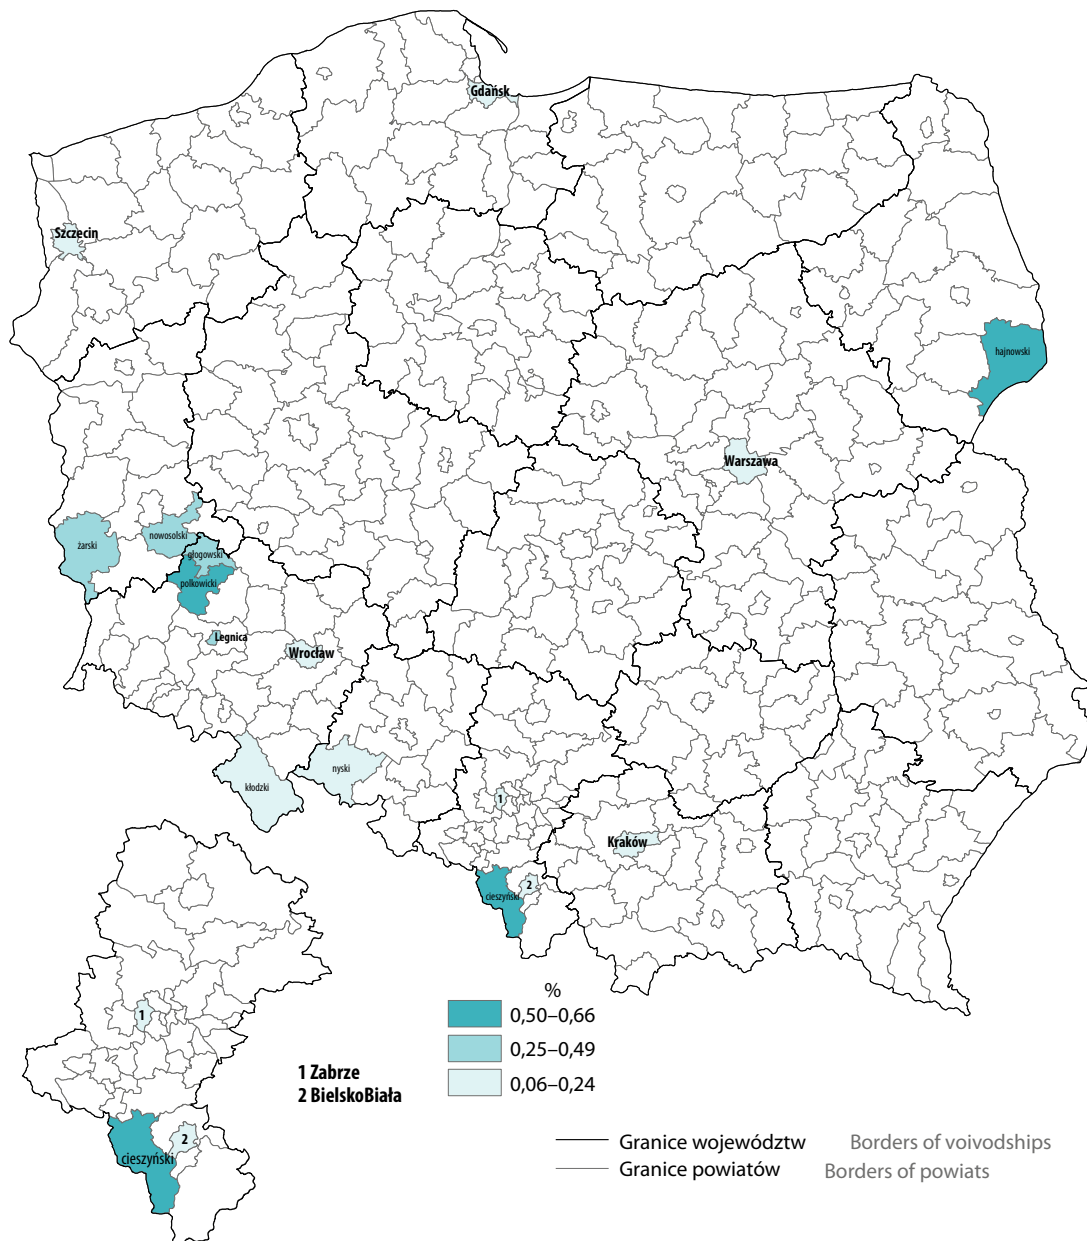 Gdańsk
Szczecin
hajnowski
Warszawa
nowosolski
żarski
głogowski
polkowicki
Legnica
Wrocław
nyski
kłodzki
1
Kraków
2
cieszyński
%
0,50–0,66
1
0,25–0,49
1 Zabrze
0,06–0,24
2 BielskoBiała
2
cieszyński
Granice województw Borders of voivodships
Granice powiatów Borders of powiats